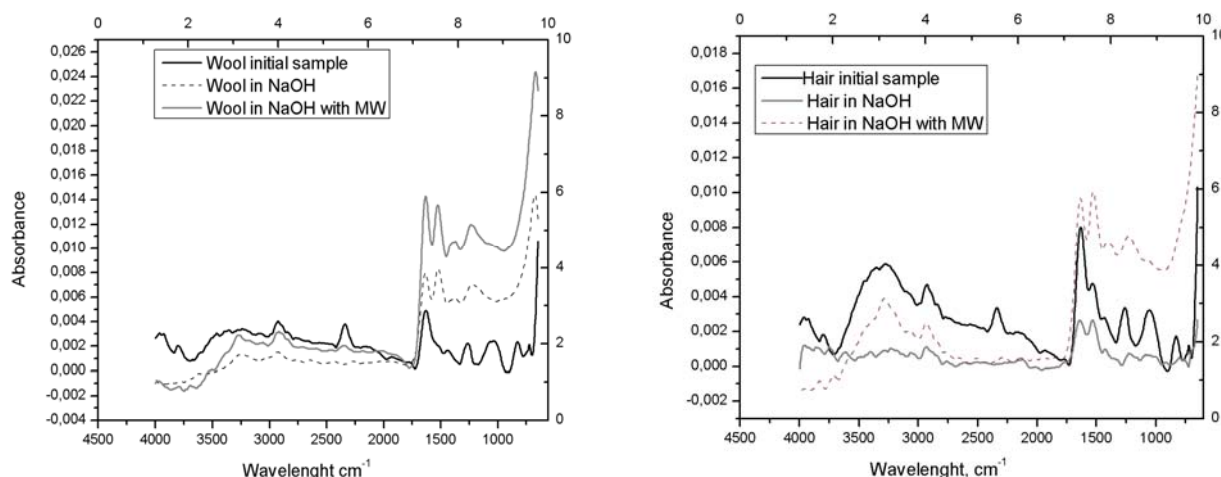 0 2 4 6 8 10
0,026
0,024
0,022
0,020
0,018
0,016
0,014
0,012
0,010
0,008
0,006
0,004
0,002
0,000
-0,002
-0,004
Absorbance
Wool initial sample
Wool in NaOH
Wool in NaOH with MW
10
8
6
4
2
0
4500 4000 3500 3000 2500 2000 1500 1000
Wavelenght cm-1
0 2 4 6 8 10
0,018
0,016
0,014
0,012
0,010
0,008
0,006
0,004
0,002
0,000
0,002
Absorbance
Hair initial sample
Hair in NaOH
Hair in NaOH with MW
10
8
6
4
2
0
4500 4000 3500 3000 2500 2000 1500 1000
Wavelenght, cm-1